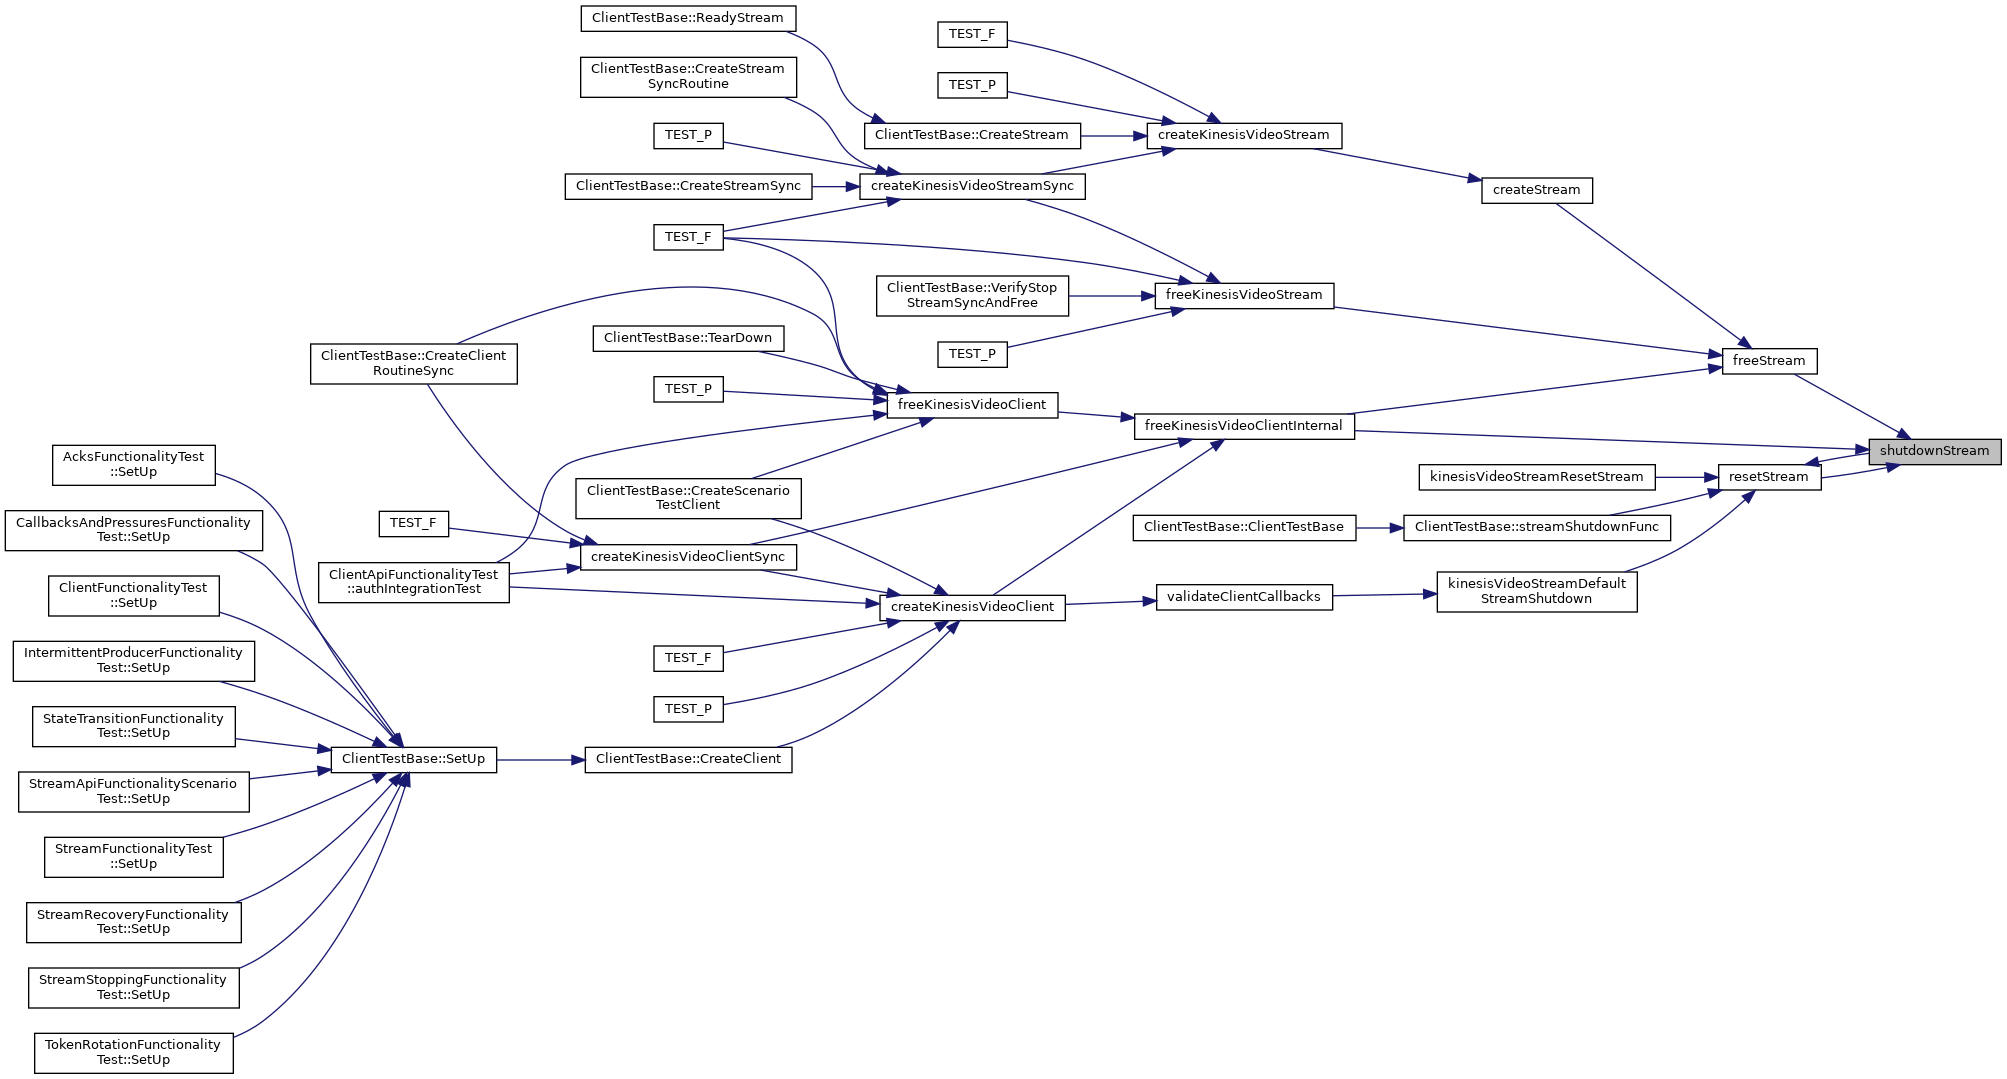 ClientTestBase::ReadyStream
TEST_F
ClientTestBase::CreateStream
SyncRoutine
TEST_P
TEST_P
ClientTestBase::CreateStream
createKinesisVideoStream
ClientTestBase::CreateStreamSync
createKinesisVideoStreamSync
createStream
TEST_F
ClientTestBase::VerifyStop
StreamSyncAndFree
freeKinesisVideoStream
ClientTestBase::TearDown
ClientTestBase::CreateClient
RoutineSync
TEST_P
freeStream
TEST_P
freeKinesisVideoClient
freeKinesisVideoClientInternal
shutdownStream
AcksFunctionalityTest
::SetUp
kinesisVideoStreamResetStream
resetStream
ClientTestBase::CreateScenario
TestClient
CallbacksAndPressuresFunctionality
Test::SetUp
TEST_F
ClientTestBase::ClientTestBase
ClientTestBase::streamShutdownFunc
createKinesisVideoClientSync
ClientApiFunctionalityTest
::authIntegrationTest
ClientFunctionalityTest
::SetUp
createKinesisVideoClient
validateClientCallbacks
kinesisVideoStreamDefault
StreamShutdown
IntermittentProducerFunctionality
Test::SetUp
TEST_F
TEST_P
StateTransitionFunctionality
Test::SetUp
ClientTestBase::SetUp
ClientTestBase::CreateClient
StreamApiFunctionalityScenario
Test::SetUp
StreamFunctionalityTest
::SetUp
StreamRecoveryFunctionality
Test::SetUp
StreamStoppingFunctionality
Test::SetUp
TokenRotationFunctionality
Test::SetUp